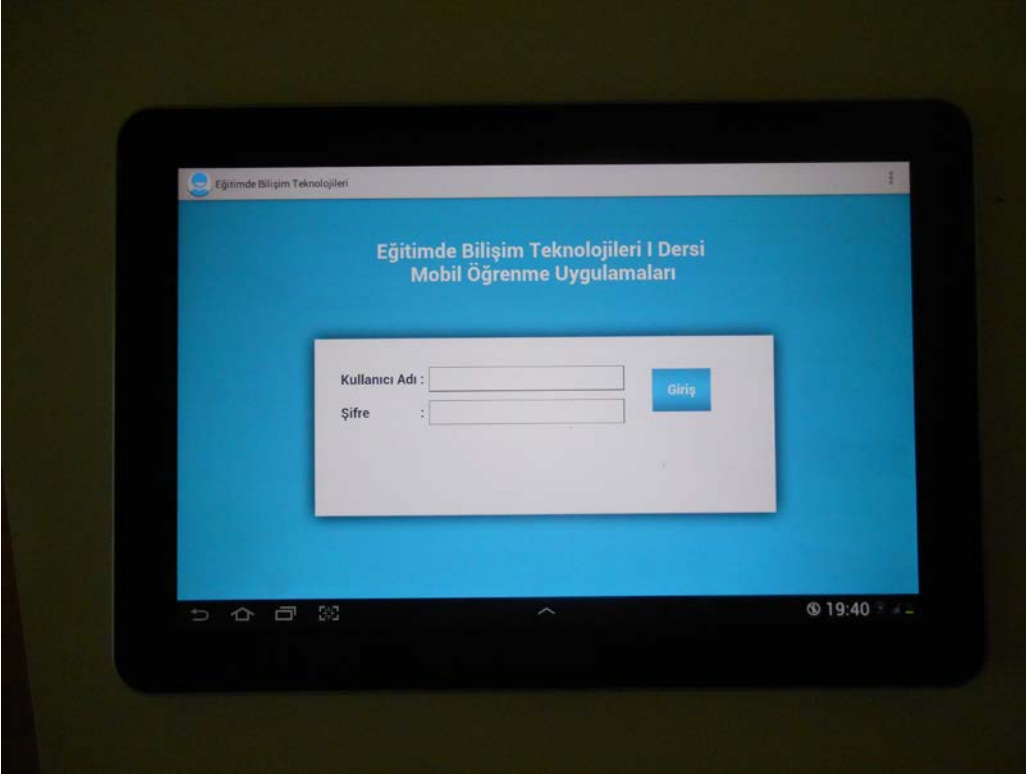 Eğitimde Bilişim Teknolojileri
Eğitimde Bilişim Teknolojileri I Dersi
Mobil Öğrenme Uygulamaları
Kullanıcı Adı :
Giriş
Şifre :
19:40